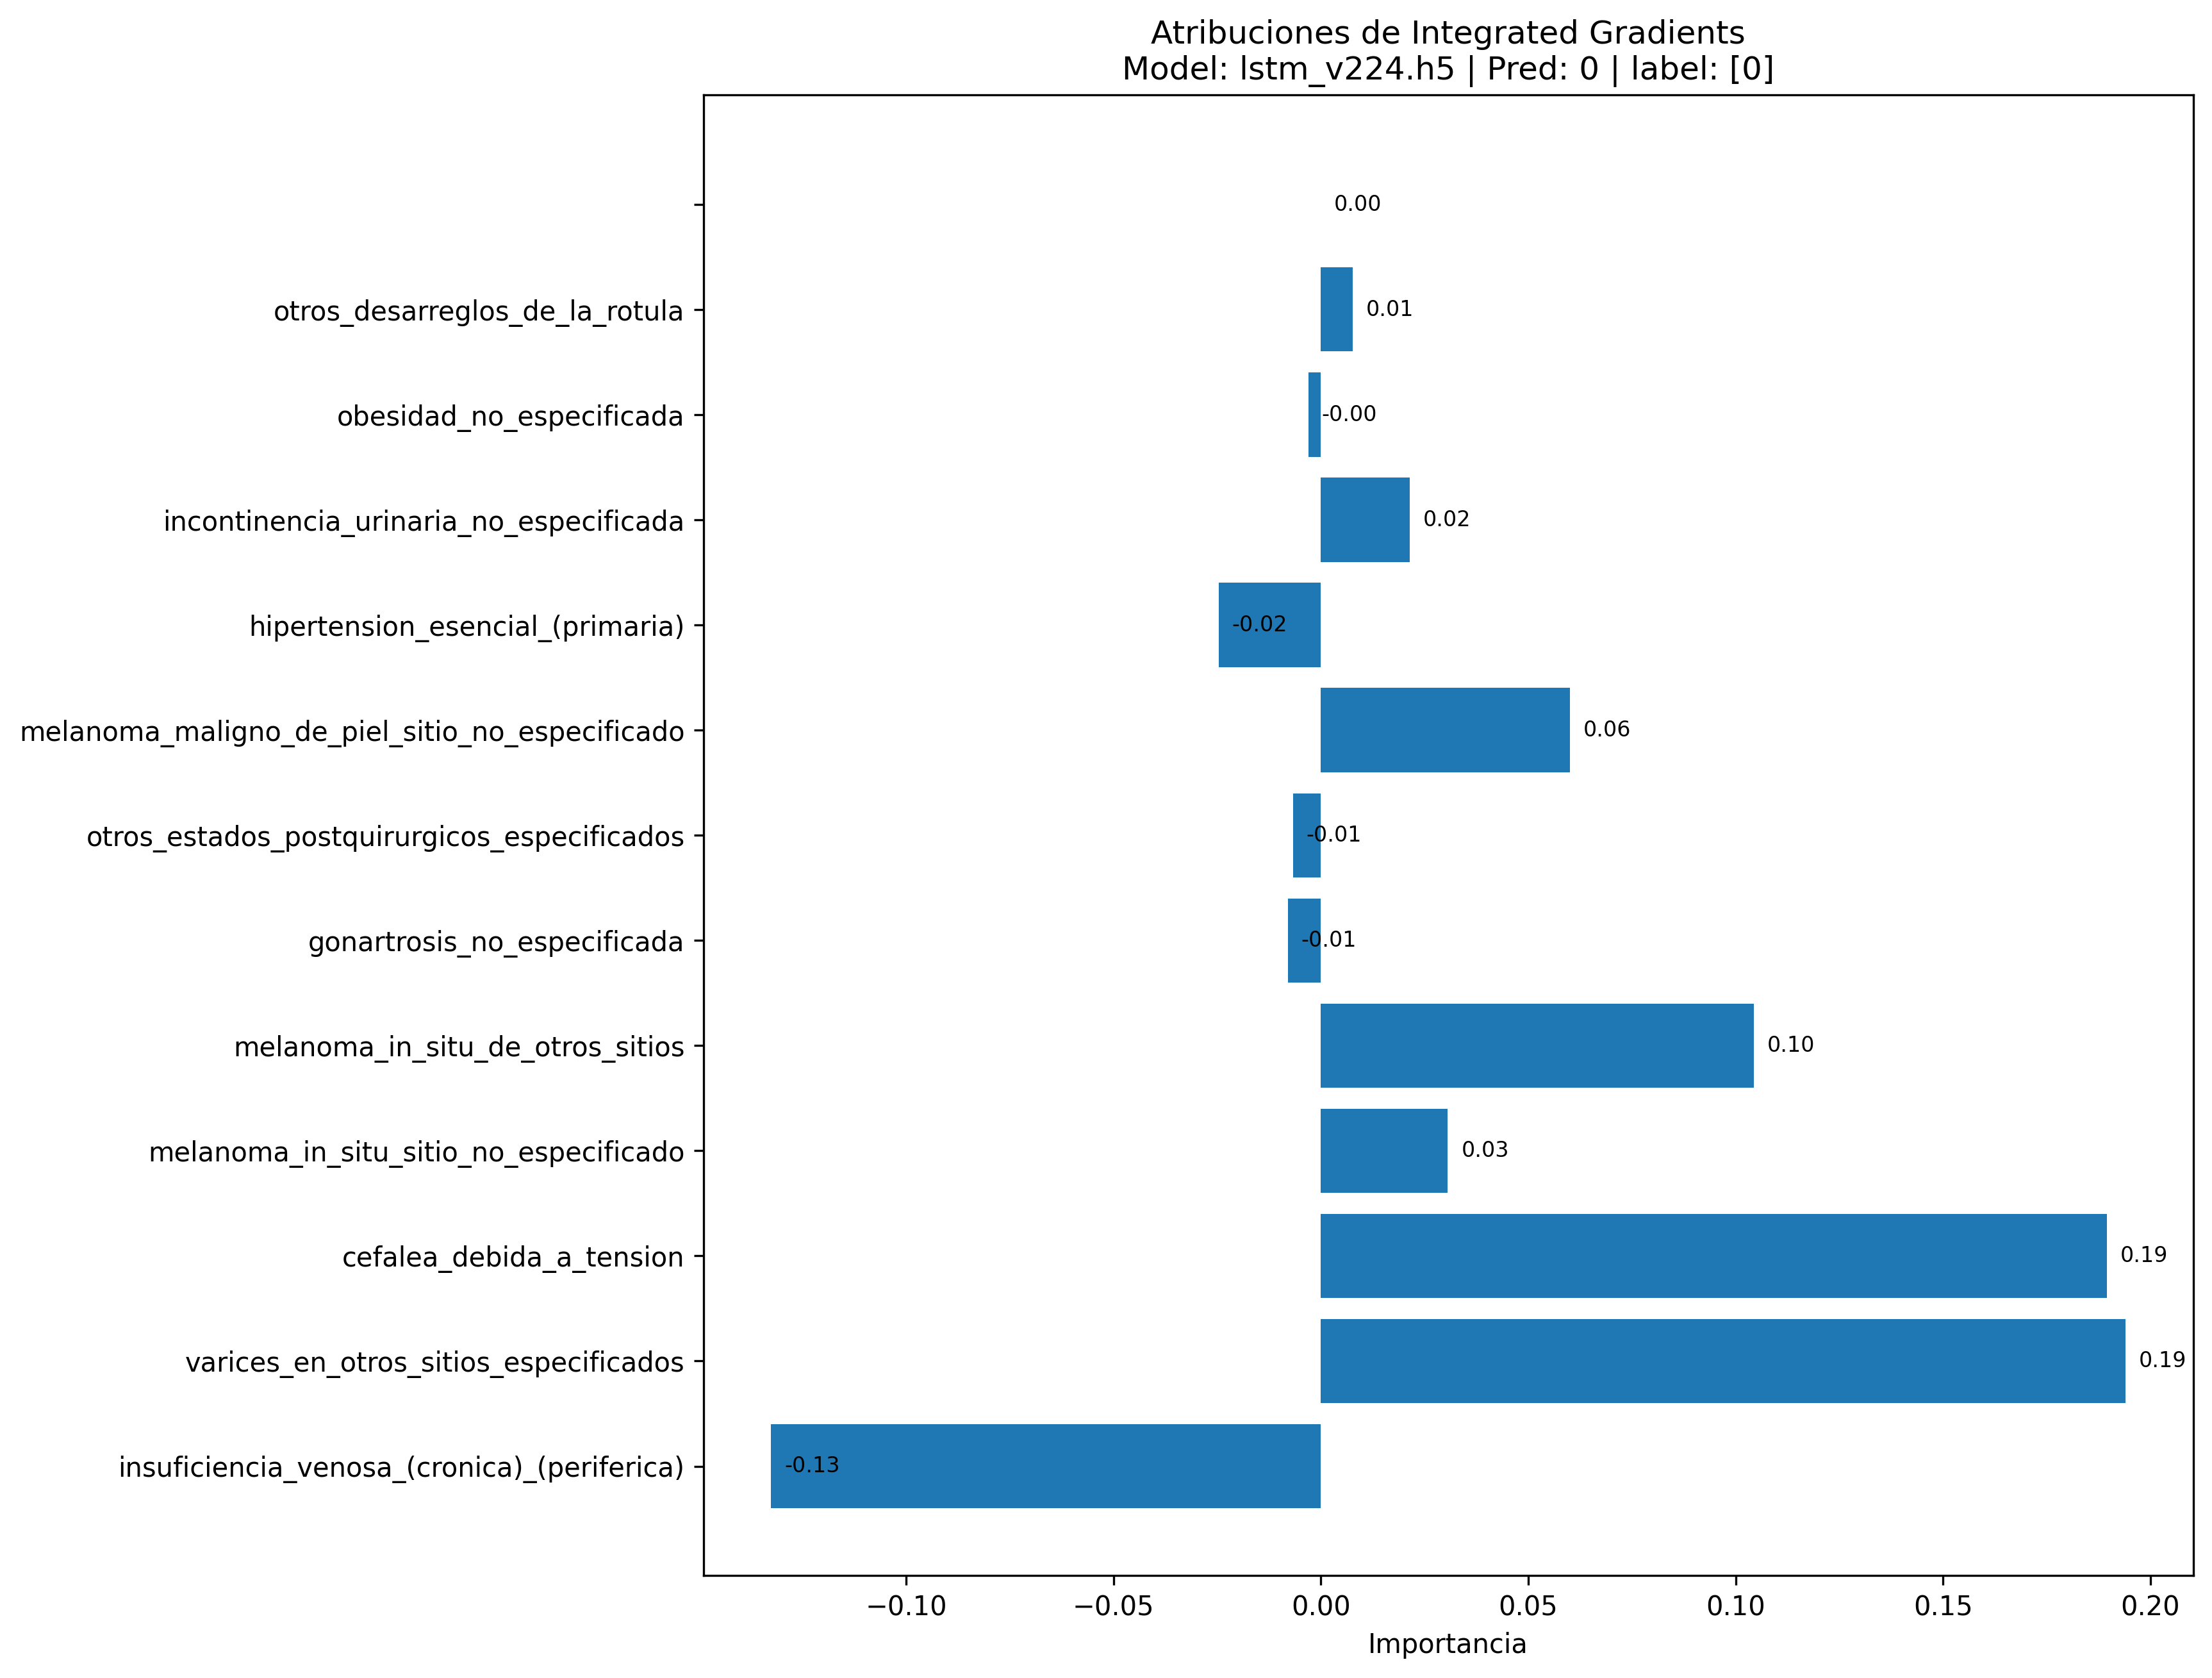 Atribuciones de Integrated Gradients
Model: lstm_v224.h5 | Pred: 0 | label: [0]
0.00
otros_desarreglos_de_la_rotula 0.01
obesidad_no_especificada -0.00
incontinencia_urinaria_no_especificada 0.02
hipertension_esencial_(primaria) -0.02
melanoma_maligno_de_piel_sitio_no_especificado 0.06
otros_estados_postquirurgicos_especificados -0.01
gonartrosis_no_especificada -0.01
melanoma_in_situ_de_otros_sitios 0.10
melanoma_in_situ_sitio_no_especificado 0.03
cefalea_debida_a_tension 0.19
varices_en_otros_sitios_especificados 0.19
insuficiencia_venosa_(cronica)_(periferica) -0.13
−0.10 −0.05 0.00 0.05 0.10 0.15 0.20
Importancia